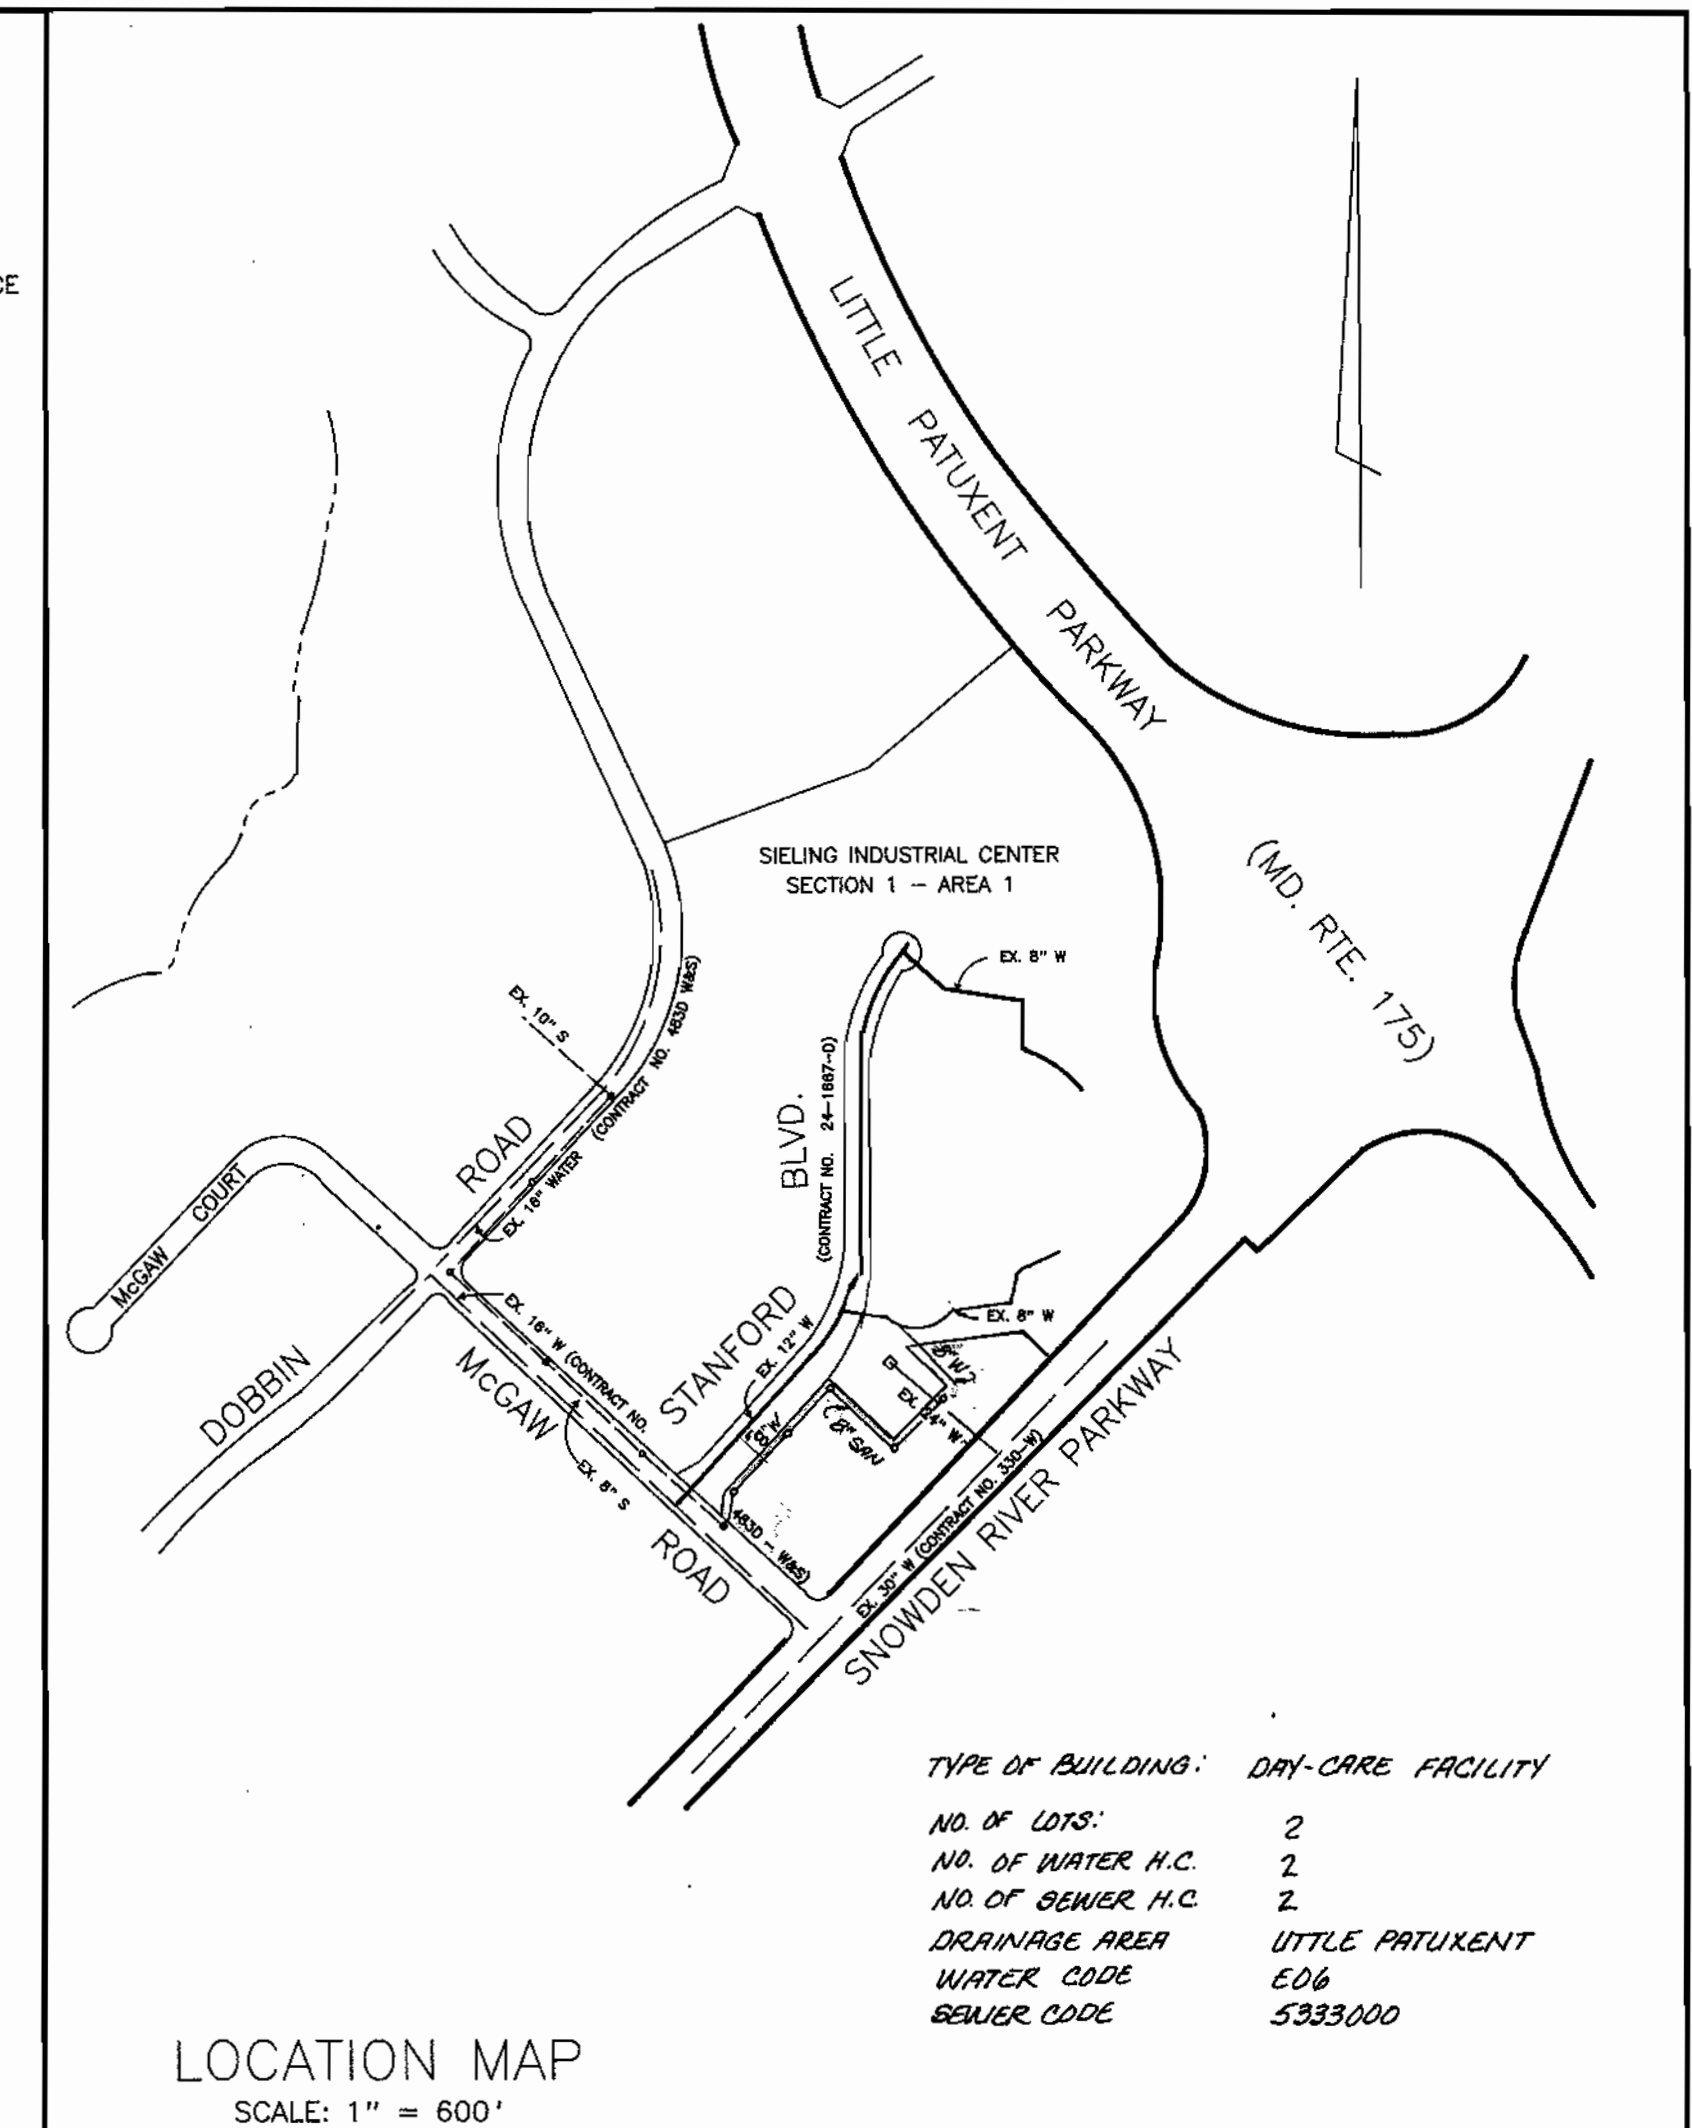 CE
LITTLE PATUXENT PARKWAY
(MD. RTE. 175)
SIELING INDUSTRIAL CENTER
SECTION 1 - AREA 1
EX. 8" W
EX. 10" S
(CONTRACT NO. 483D W&S)
EX. 16" WATER
DOBBIN ROAD
McGAW COURT
STANFORD BLVD.
(CONTRACT NO. 24-1667-D)
EX. 12" W
EX. 8" W
EX. 16" W (CONTRACT NO. 483D - W&S)
McGAW ROAD
EX. 8" S
8" W
8" SAN
8" W
EX. 24" W
EX. 30" W (CONTRACT NO. 330-W)
SNOWDEN RIVER PARKWAY
TYPE OF BUILDING: DAY-CARE FACILITY
NO. OF LOTS: 2
NO. OF WATER H.C. 2
NO. OF SEWER H.C. 2
DRAINAGE AREA LITTLE PATUXENT
WATER CODE E06
SEWER CODE 5333000
LOCATION MAP
SCALE: 1" = 600'